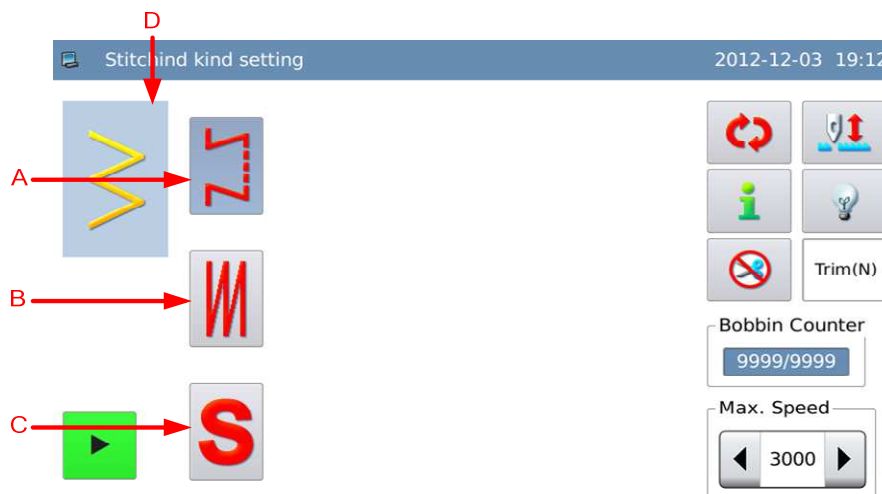 D
Stitchind kind setting 2012-12-03 19:12
A
B
Trim(N)
Bobbin Counter
9999/9999
Max. Speed
C
S
3000